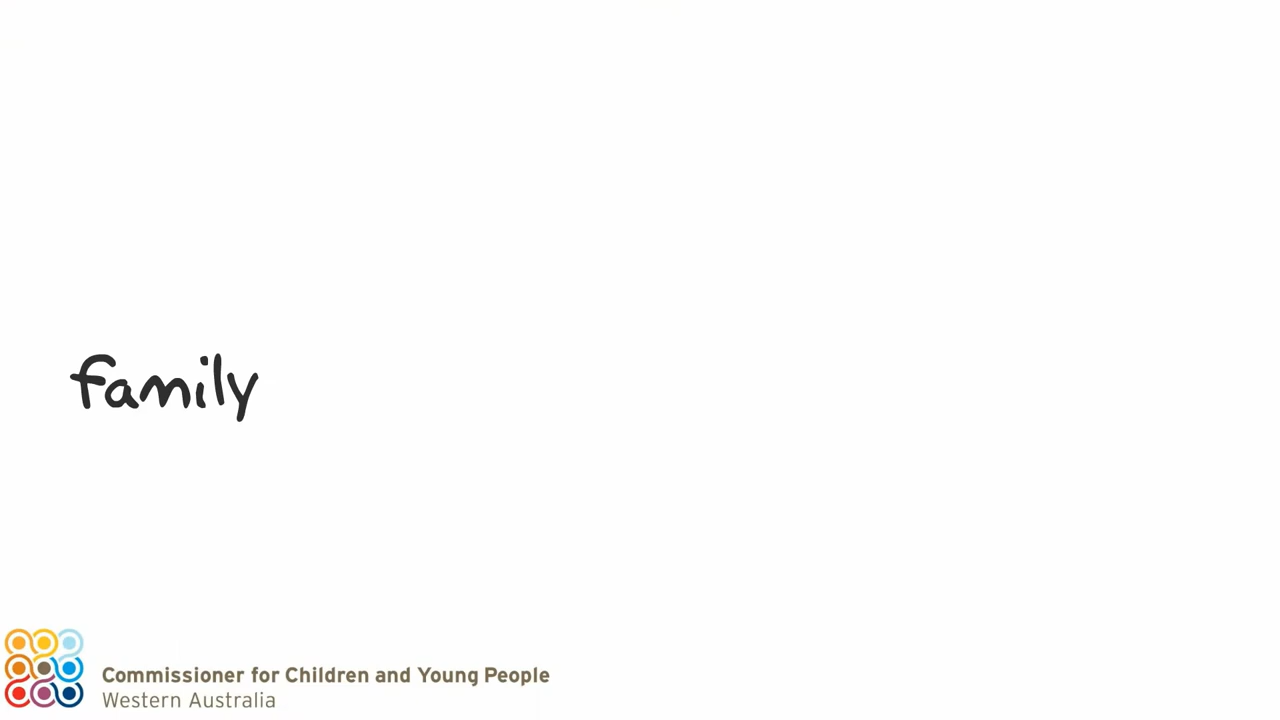 family
Commissioner for Children and Young People
Western Australia